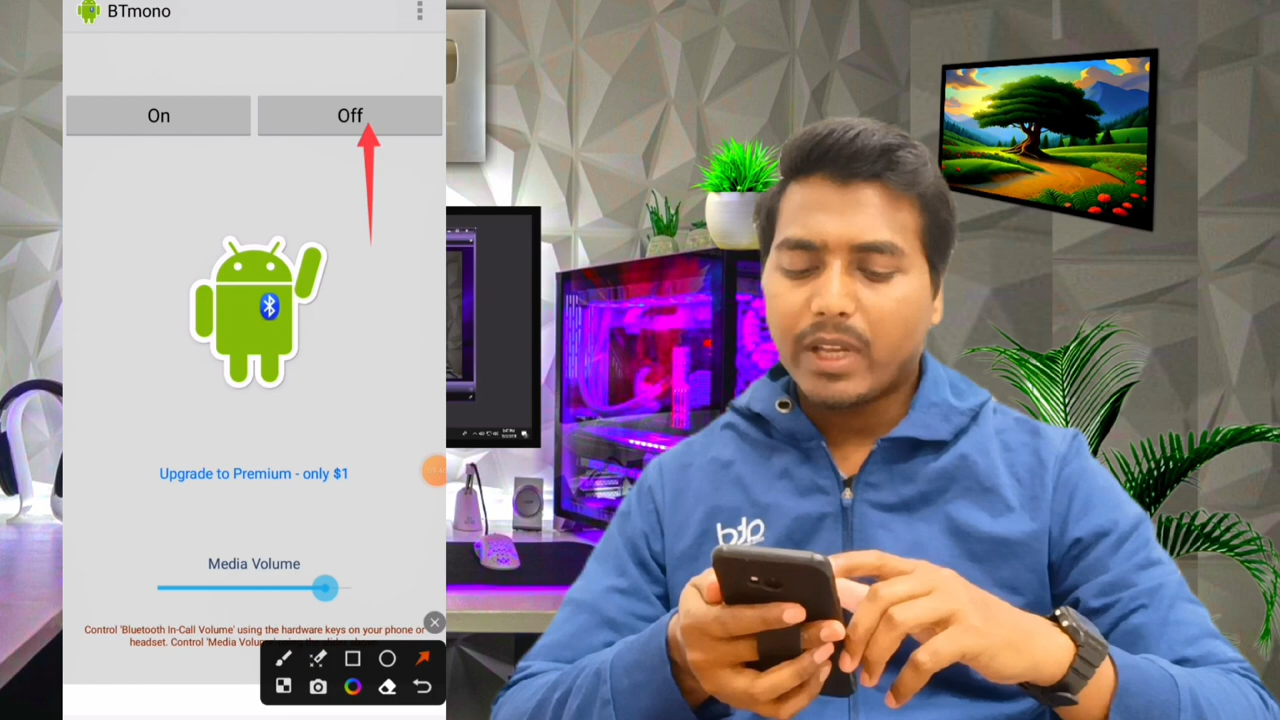 BTmono
On
Off
Upgrade to Premium - only $1
Media Volume
Control 'Bluetooth In-Call Volume' using the hardware keys on your phone or
headset. Control 'Media Volu